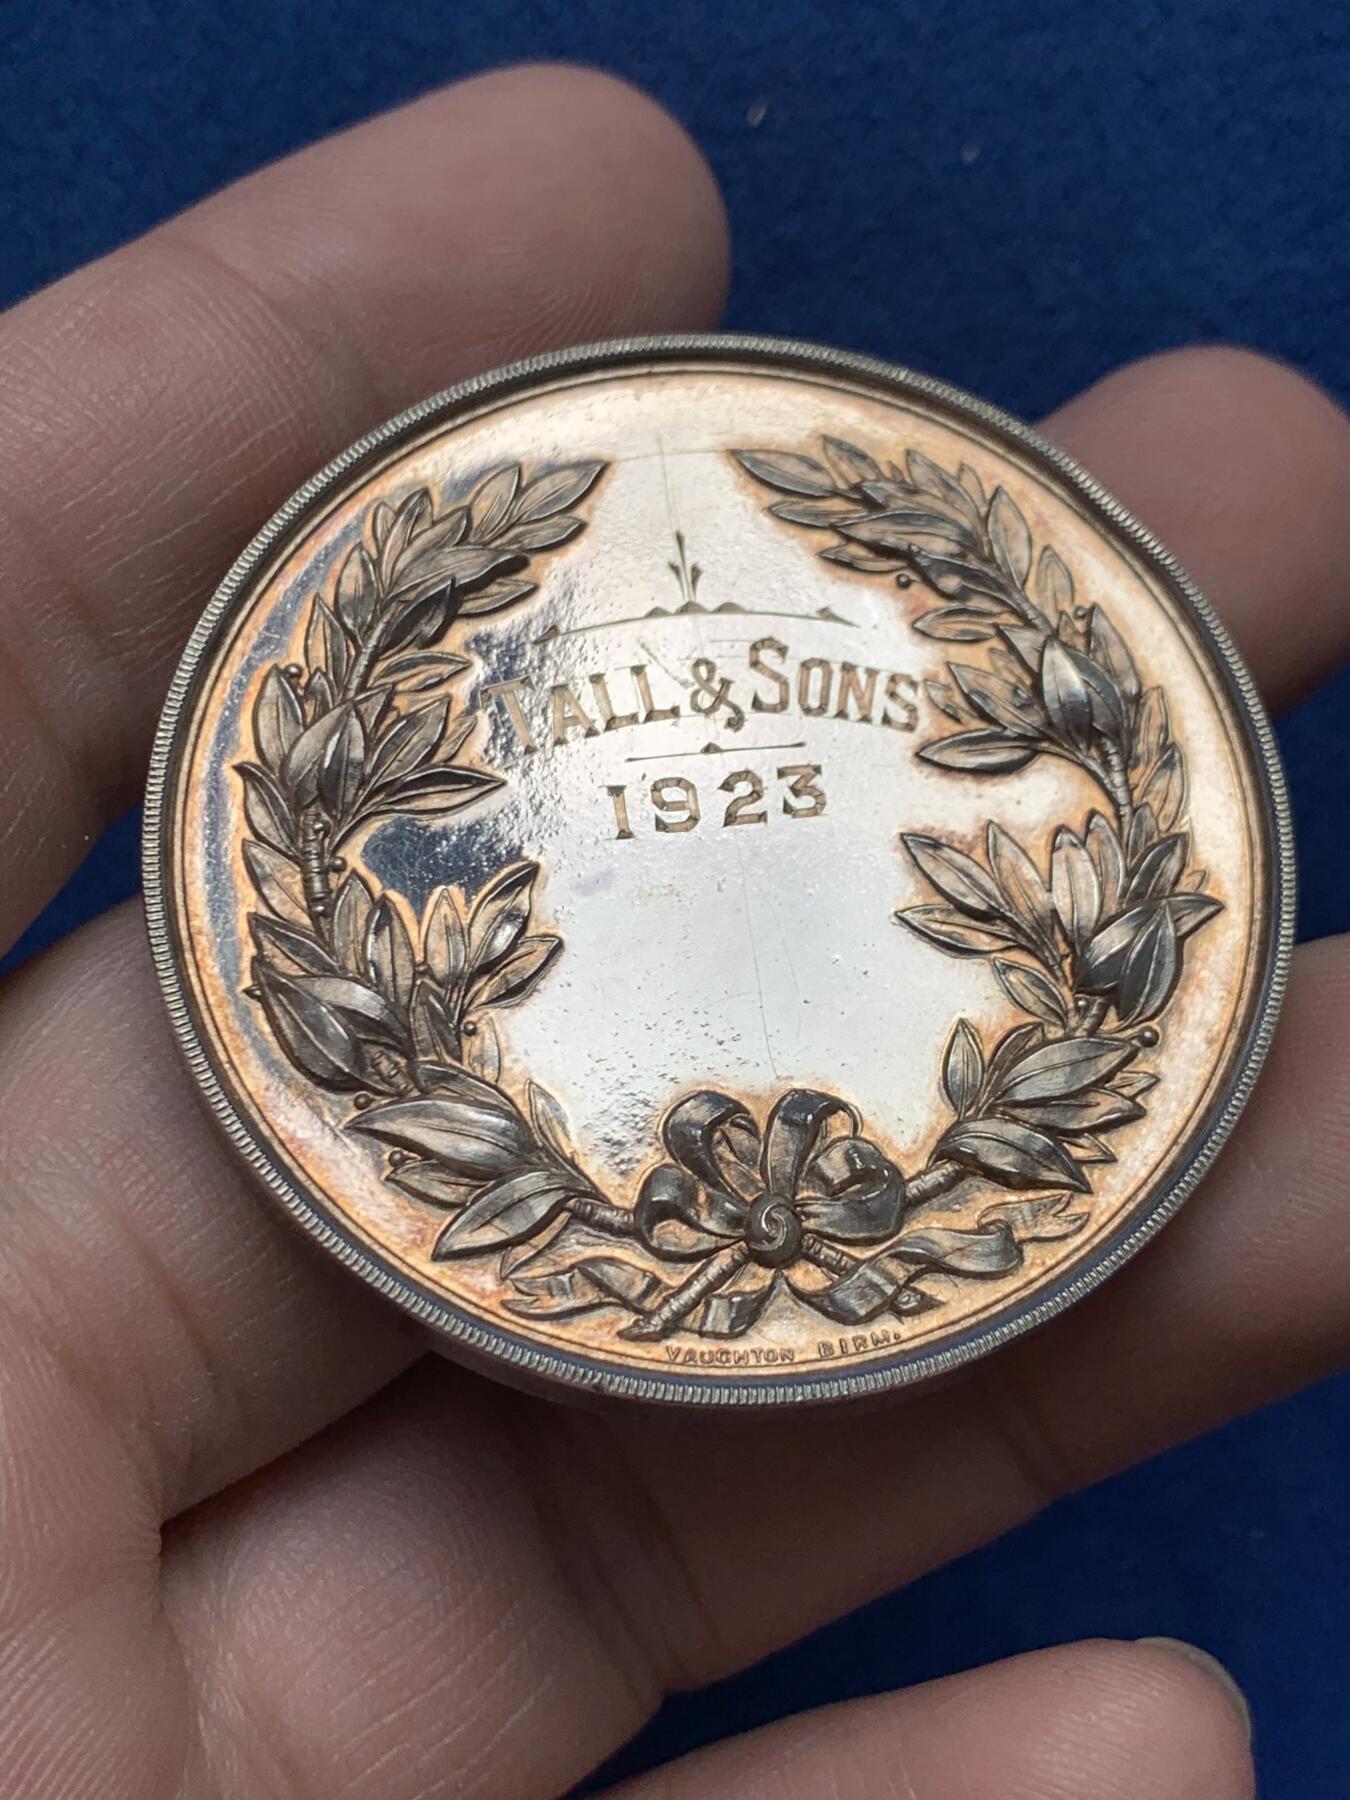 TALL & SONS
1923
VAUGHTON BIRM.